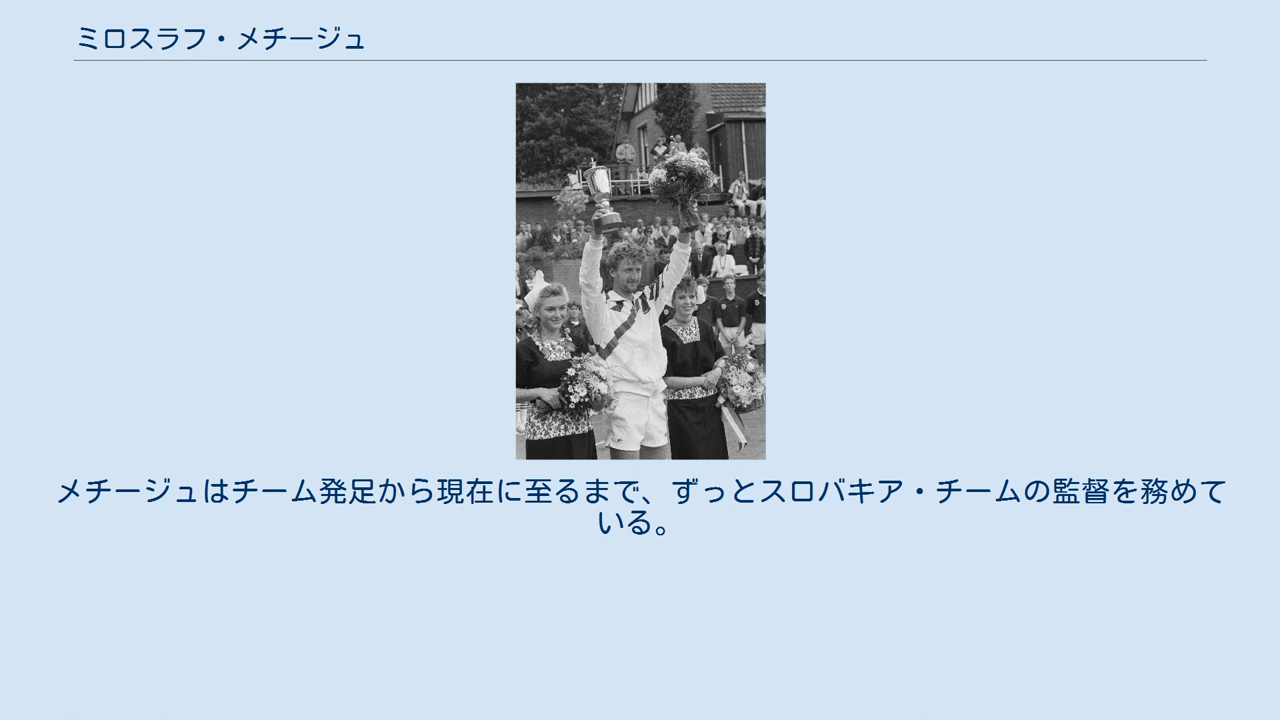 ミロスラフ・メチージュ
メチージュはチーム発足から現在に至るまで、ずっとスロバキア・チームの監督を務めて
いる。